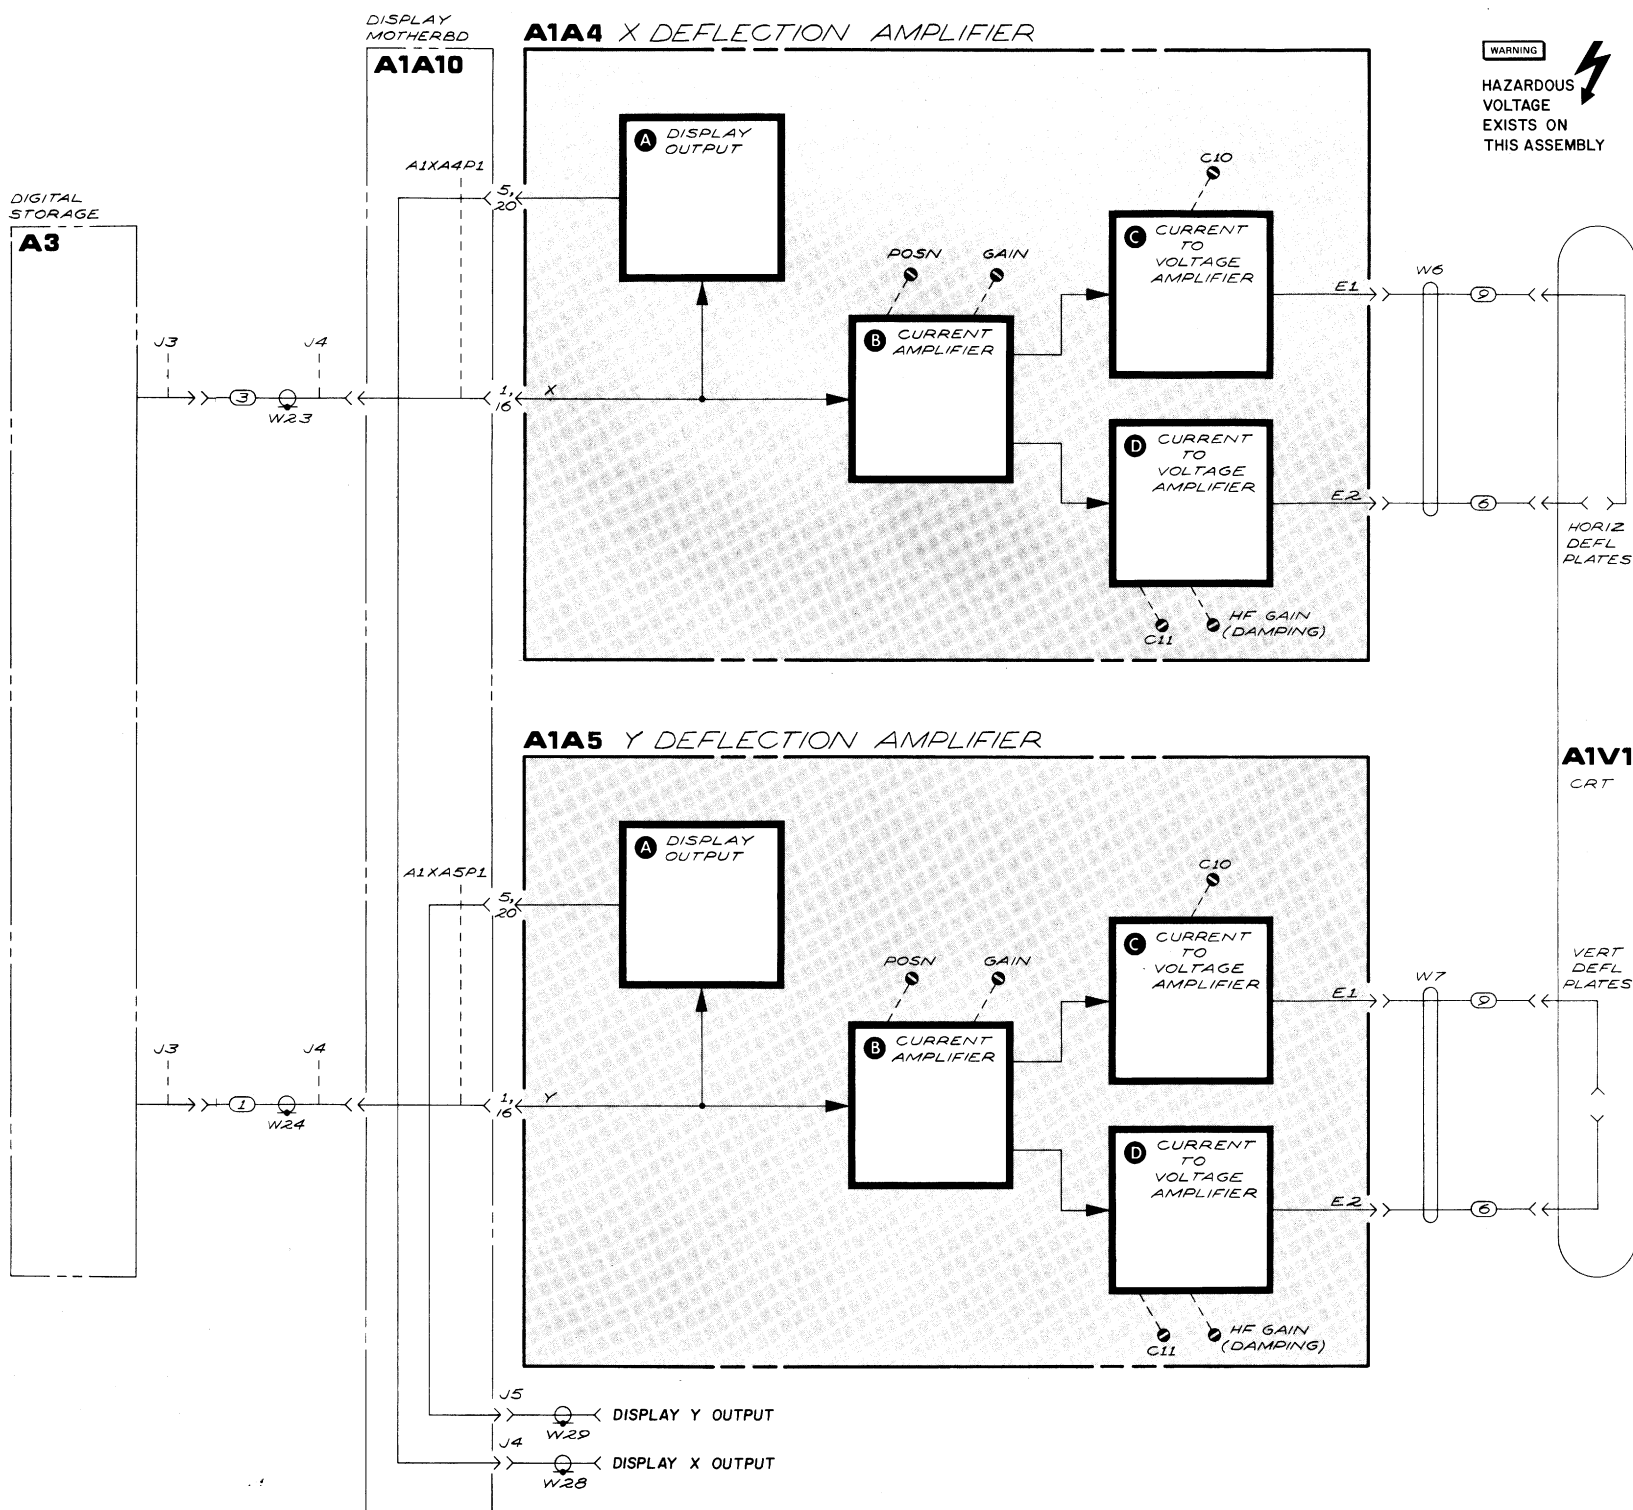 DISPLAY
MOTHERBD
A1A10
A1A4 X DEFLECTION AMPLIFIER
WARNING
HAZARDOUS
VOLTAGE
EXISTS ON
THIS ASSEMBLY
A DISPLAY
OUTPUT
A1XA4P1
5,
20
DIGITAL
STORAGE
A3
C10
C CURRENT
TO
VOLTAGE
AMPLIFIER
POSN
GAIN
E1
W6
9
B CURRENT
AMPLIFIER
J3
J4
3
W23
1,
16
X
D CURRENT
TO
VOLTAGE
AMPLIFIER
E2
6
HORIZ
DEFL
PLATES
C11
HF GAIN
(DAMPING)
A1A5 Y DEFLECTION AMPLIFIER
A1V1
CRT
A DISPLAY
OUTPUT
A1XA5P1
5,
20
C10
C CURRENT
TO
VOLTAGE
AMPLIFIER
POSN
GAIN
E1
W7
9
VERT
DEFL
PLATES
B CURRENT
AMPLIFIER
J3
J4
1
W24
1,
16
Y
D CURRENT
TO
VOLTAGE
AMPLIFIER
E2
6
C11
HF GAIN
(DAMPING)
J5
W29
DISPLAY Y OUTPUT
J4
W28
DISPLAY X OUTPUT